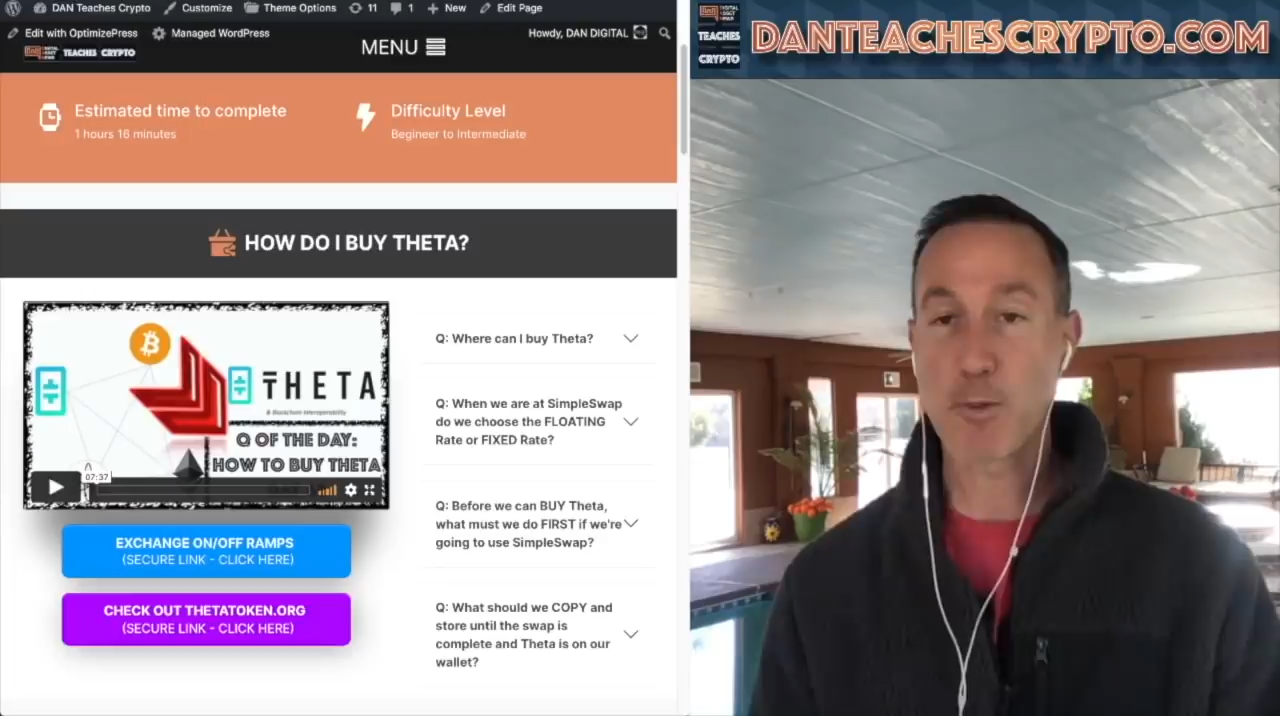 DAN Teaches Crypto Customize Theme Options 11 1 New Edit Page
Edit with OptimizePress Managed WordPress Howdy, DAN DIGITAL
TEACHES CRYPTO
MENU
Estimated time to complete
1 hours 16 minutes
Difficulty Level
Begineer to Intermediate
HOW DO I BUY THETA?
THETA
& Blockchain Interoperability
Q OF THE DAY:
HOW TO BUY THETA
07:37
EXCHANGE ON/OFF RAMPS
(SECURE LINK - CLICK HERE)
CHECK OUT THETATOKEN.ORG
(SECURE LINK - CLICK HERE)
Q: Where can I buy Theta?
Q: When we are at SimpleSwap
do we choose the FLOATING
Rate or FIXED Rate?
Q: Before we can BUY Theta,
what must we do FIRST if we're
going to use SimpleSwap?
Q: What should we COPY and
store until the swap is
complete and Theta is on our
wallet?
TEACHES
CRYPTO
DANTEACHESCRYPTO.COM